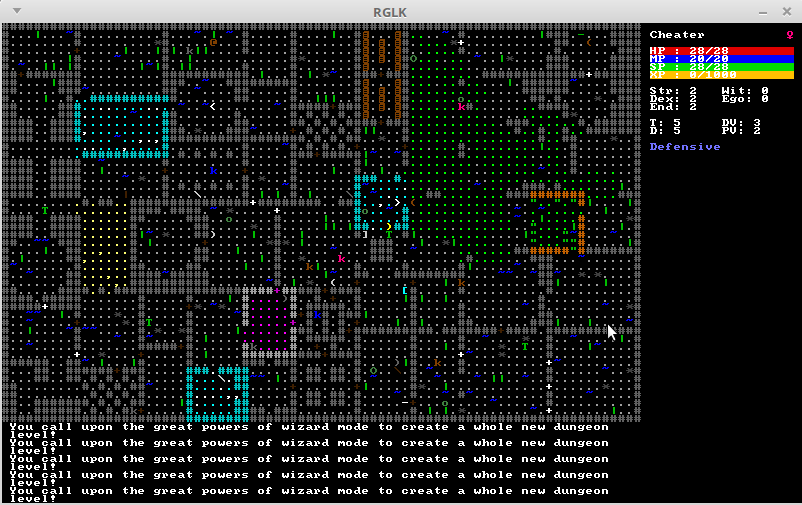 RGLK
Cheater ♀
HP : 28/28
MP : 20/20
SP : 28/28
XP : 0/1000
Str: 2 Wit: 0
Dex: 2 Ego: 0
End: 2
T: 5 DV: 3
D: 5 PV: 2
Defensive
You call upon the great powers of wizard mode to create a whole new dungeon
level!
You call upon the great powers of wizard mode to create a whole new dungeon
level!
You call upon the great powers of wizard mode to create a whole new dungeon
level!
You call upon the great powers of wizard mode to create a whole new dungeon
level!
You call upon the great powers of wizard mode to create a whole new dungeon
level!